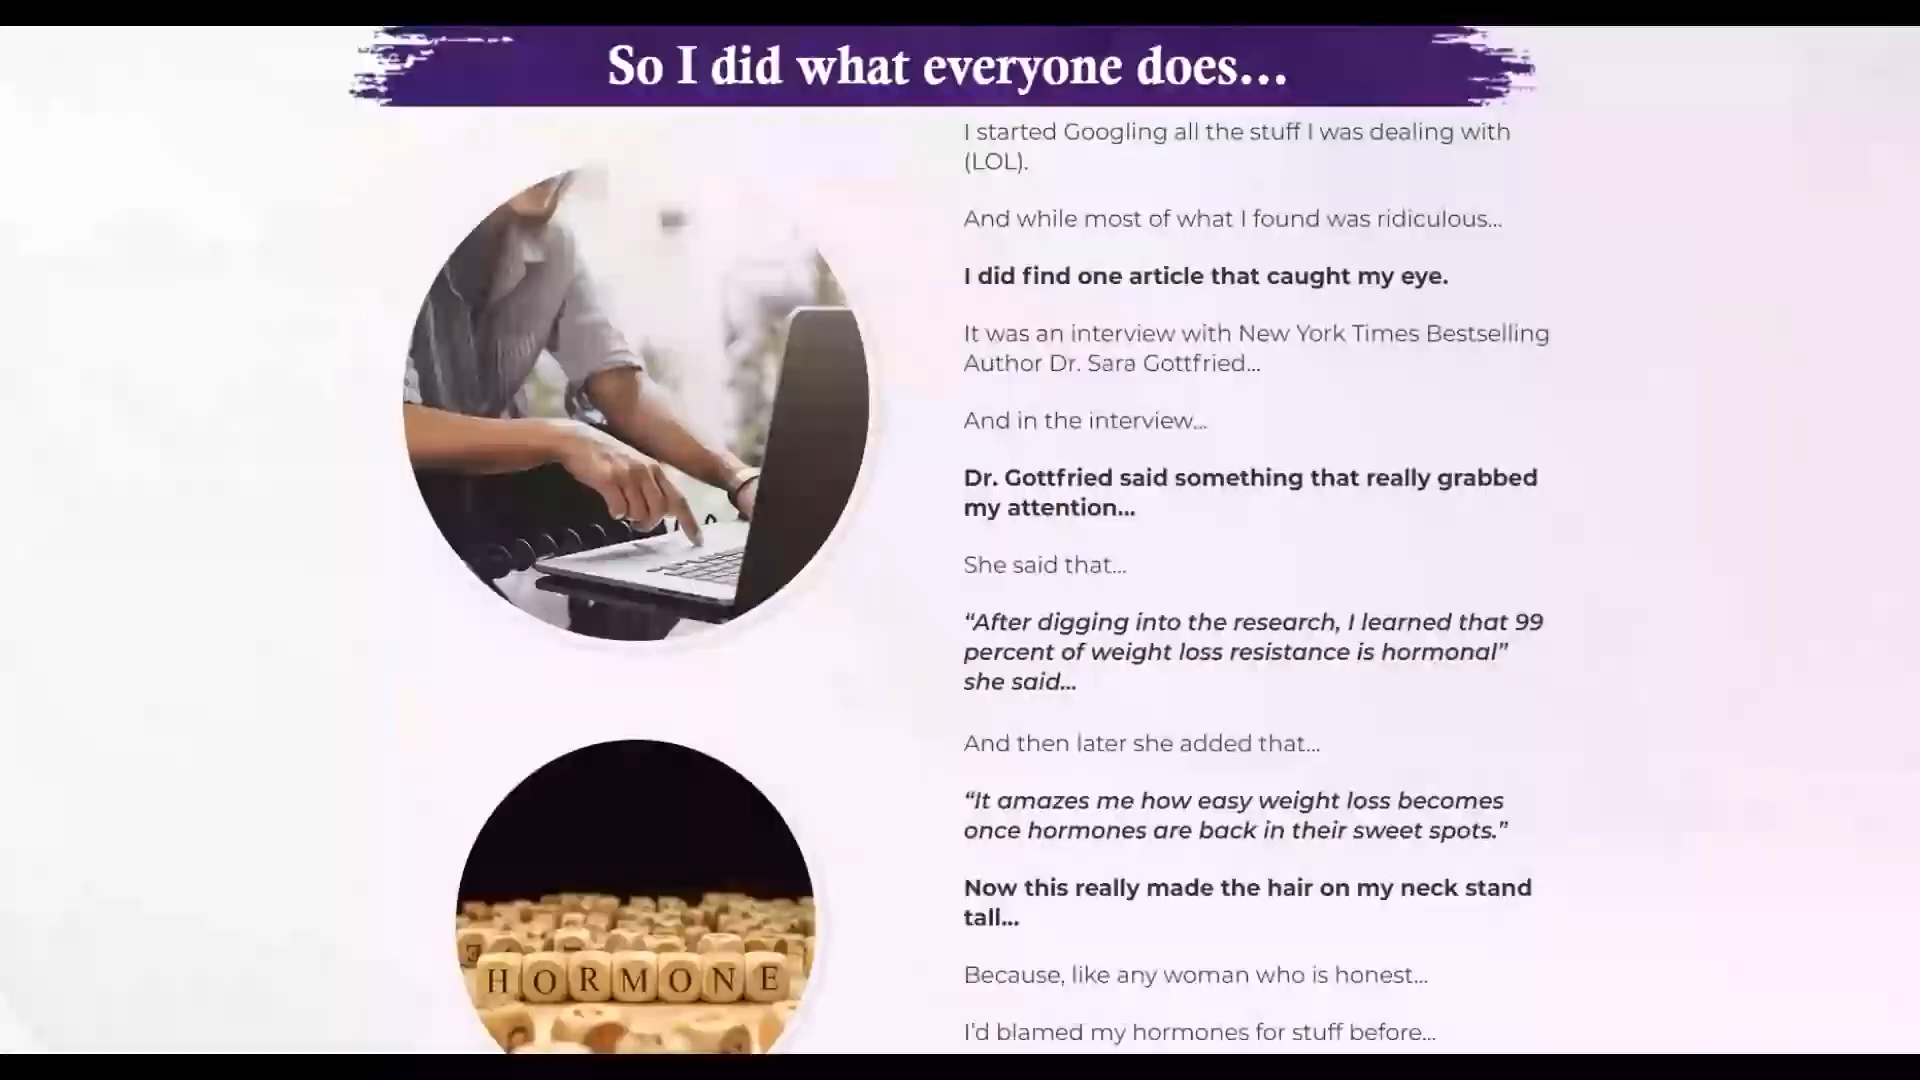 So I did what everyone does...
I started Googling all the stuff I was dealing with
(LOL).
And while most of what I found was ridiculous...
I did find one article that caught my eye.
It was an interview with New York Times Bestselling
Author Dr. Sara Gottfried...
And in the interview...
Dr. Gottfried said something that really grabbed
my attention...
She said that...
“After digging into the research, I learned that 99
percent of weight loss resistance is hormonal”
she said...
And then later she added that...
“It amazes me how easy weight loss becomes
once hormones are back in their sweet spots.”
Now this really made the hair on my neck stand
tall...
Because, like any woman who is honest...
I'd blamed my hormones for stuff before...
HORMONE